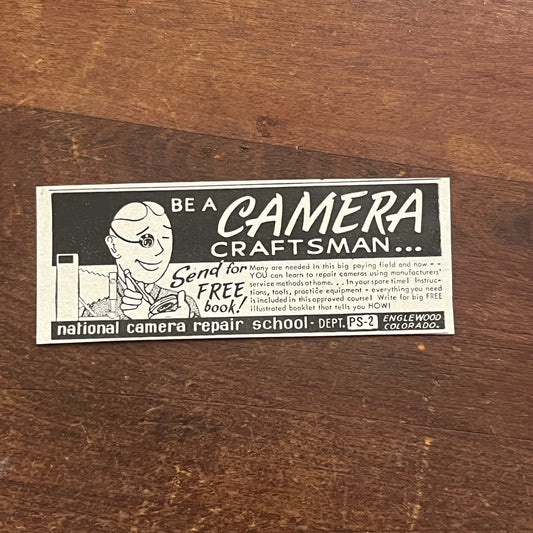 BE A CAMERA
CRAFTSMAN...
Send for
FREE
book!
Many are needed in this big paying field and now - -
YOU can learn to repair cameras using manufacturers'
service methods at home. . . In your spare time! Instruc-
tions, tools, practice equipment - everything you need
is included in this approved course! Write for big FREE
illustrated booklet that tells you HOW!
national camera repair school - DEPT. PS-2 ENGLEWOOD
COLORADO.